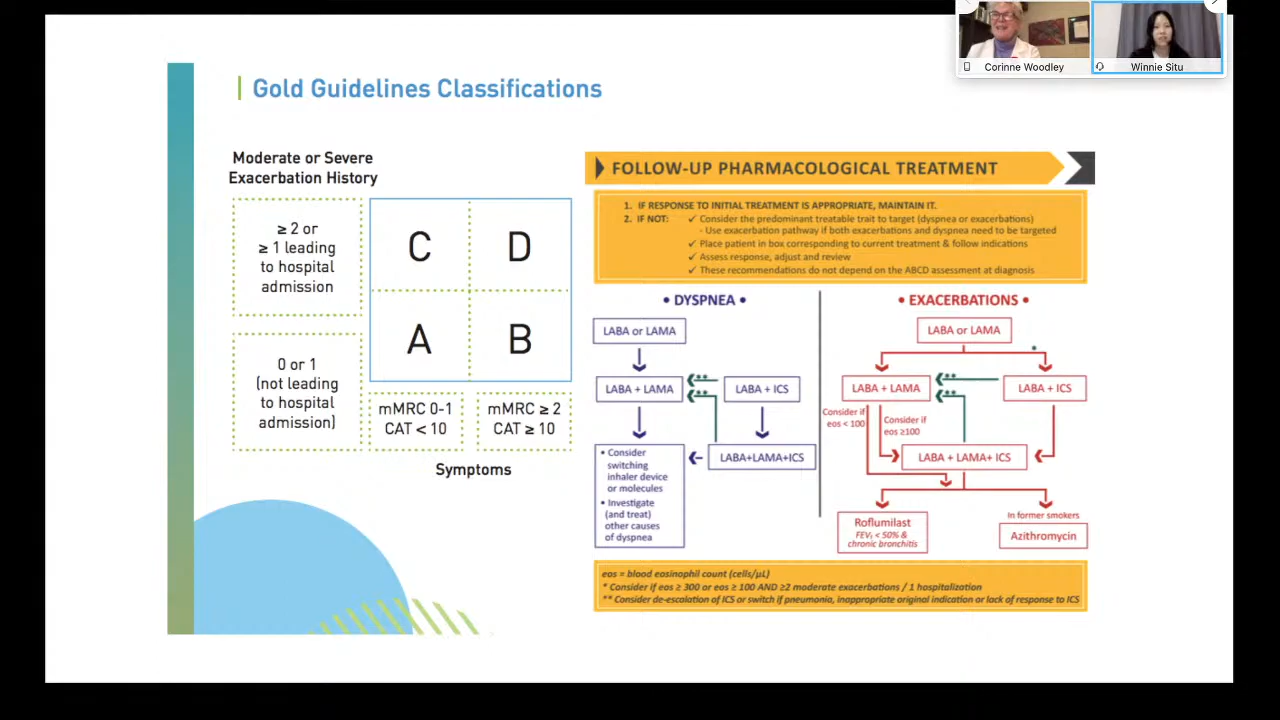 Corinne Woodley
Winnie Situ
Gold Guidelines Classifications
Moderate or Severe
Exacerbation History
≥ 2 or
≥ 1 leading
to hospital
admission
C
D
A
B
0 or 1
(not leading
to hospital
admission)
mMRC 0-1
CAT < 10
mMRC ≥ 2
CAT ≥ 10
Symptoms
FOLLOW-UP PHARMACOLOGICAL TREATMENT
1. IF RESPONSE TO INITIAL TREATMENT IS APPROPRIATE, MAINTAIN IT.
2. IF NOT: ✓ Consider the predominant treatable trait to target (dyspnea or exacerbations)
- Use exacerbation pathway if both exacerbations and dyspnea need to be targeted
✓ Place patient in box corresponding to current treatment & follow indications
✓ Assess response, adjust and review
✓ These recommendations do not depend on the ABCD assessment at diagnosis
• DYSPNEA •
LABA or LAMA
LABA + LAMA
**
**
LABA + ICS
LABA+LAMA+ICS
• Consider
switching
inhaler device
or molecules
• Investigate
(and treat)
other causes
of dyspnea
• EXACERBATIONS •
LABA or LAMA
*
LABA + LAMA
**
**
LABA + ICS
Consider if
eos < 100
Consider if
eos ≥100
LABA + LAMA+ ICS
Roflumilast
FEV₁ < 50% &
chronic bronchitis
In former smokers
Azithromycin
eos = blood eosinophil count (cells/µL)
* Consider if eos ≥ 300 or eos ≥ 100 AND ≥2 moderate exacerbations / 1 hospitalization
** Consider de-escalation of ICS or switch if pneumonia, inappropriate original indication or lack of response to ICS